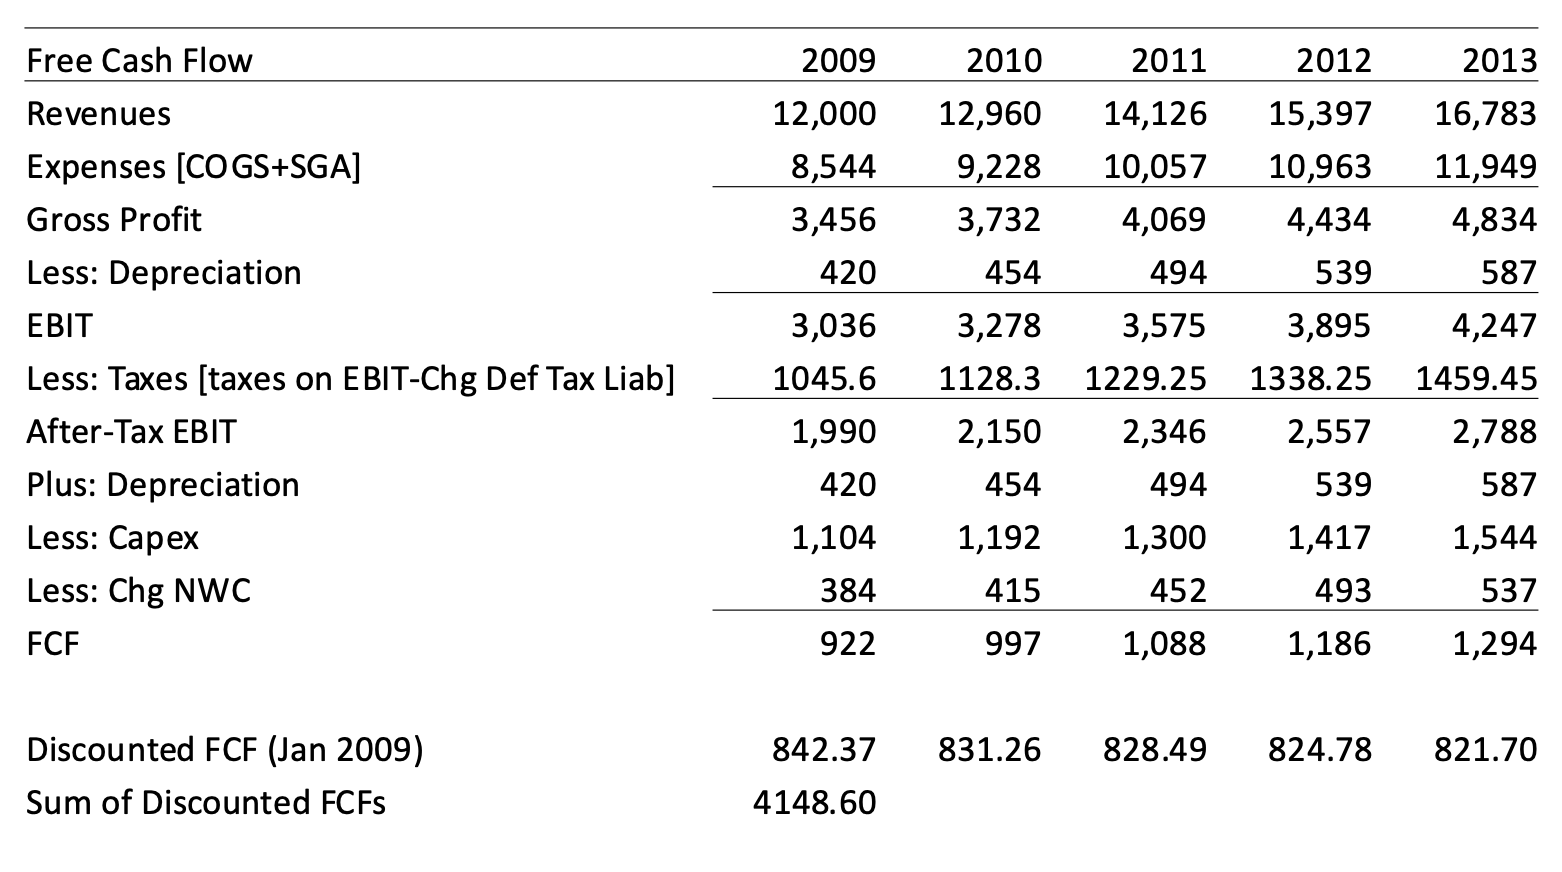 Free Cash Flow 2009 2010 2011 2012 2013
Revenues 12,000 12,960 14,126 15,397 16,783
Expenses [COGS+SGA] 8,544 9,228 10,057 10,963 11,949
Gross Profit 3,456 3,732 4,069 4,434 4,834
Less: Depreciation 420 454 494 539 587
EBIT 3,036 3,278 3,575 3,895 4,247
Less: Taxes [taxes on EBIT-Chg Def Tax Liab] 1045.6 1128.3 1229.25 1338.25 1459.45
After-Tax EBIT 1,990 2,150 2,346 2,557 2,788
Plus: Depreciation 420 454 494 539 587
Less: Capex 1,104 1,192 1,300 1,417 1,544
Less: Chg NWC 384 415 452 493 537
FCF 922 997 1,088 1,186 1,294
Discounted FCF (Jan 2009) 842.37 831.26 828.49 824.78 821.70
Sum of Discounted FCFs 4148.60